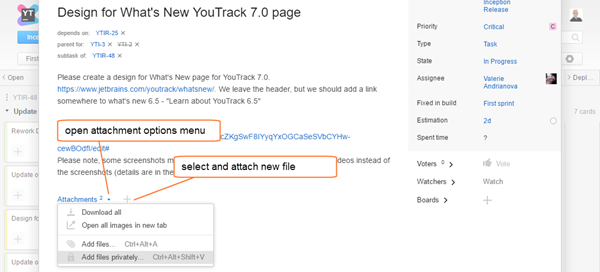 Design for What's New YouTrack 7.0 page
depends on: YTIR-25 ×
parent for: YTI-3 × YTI-2 ×
subtask of: YTIR-48 ×
Please create a design for What's New page for YouTrack 7.0.
https://www.jetbrains.com/youtrack/whatsnew/. We leave the header, but we should add a link
somewhere to what's new 6.5 - "Learn about YouTrack 6.5"
open attachment options menu
cewBOdfI/edit#
Please note, some screenshots m
deos instead of
the screenshots (details are in the
select and attach new file
Attachments 2
Download all
Open all images in new tab
Add files... Ctrl+Alt+A
Add files privately... Ctrl+Alt+Shift+V
Inception
Release
Priority Critical C
Type Task
State In Progress
Assignee Valerie
Andrianova
Fixed in build First sprint
Estimation 2d
Spent time ?
Voters 0 Vote
Watchers Watch
Boards
YT
Ince
First
Open
YTIR-48
Update
Rework D
Update o
Design fo
Update o
Depl...
7 cards